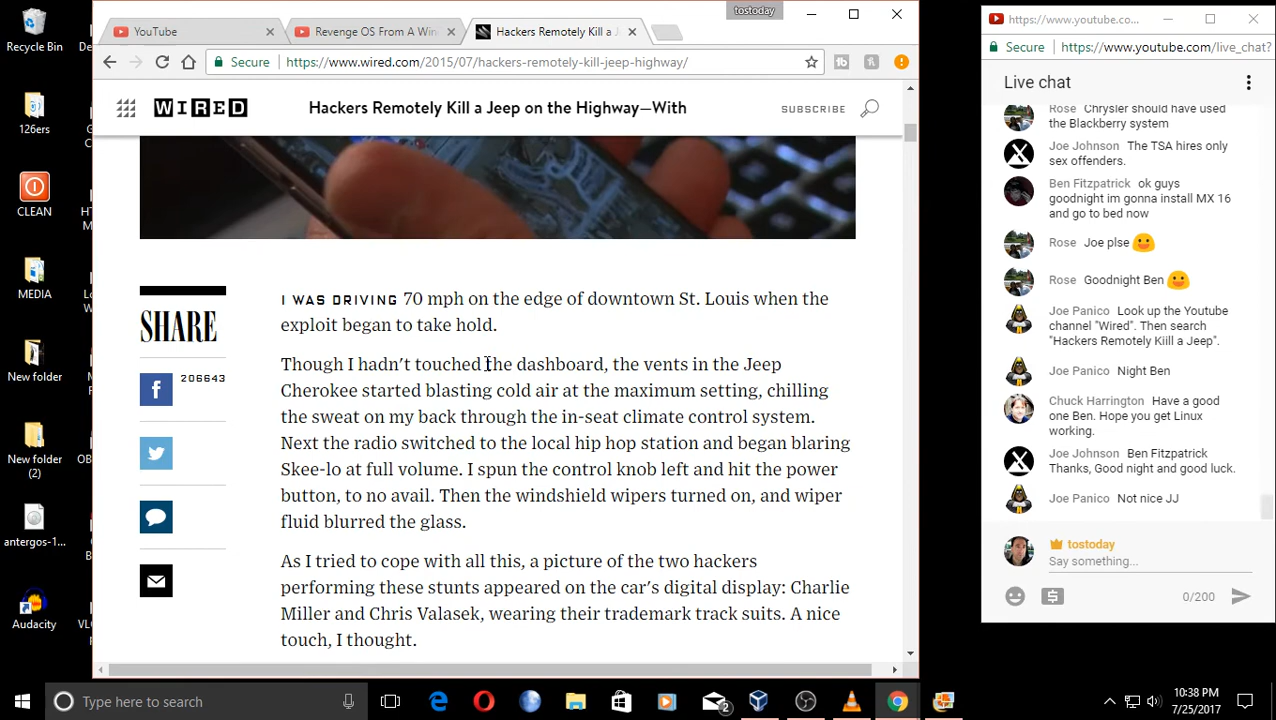 tostoday
YouTube
Revenge OS From A Win
Hackers Remotely Kill a J
Secure
https://www.wired.com/2015/07/hackers-remotely-kill-jeep-highway/
WIRED
Hackers Remotely Kill a Jeep on the Highway—With
SUBSCRIBE
I WAS DRIVING 70 mph on the edge of downtown St. Louis when the
exploit began to take hold.
SHARE
206643
Though I hadn't touched the dashboard, the vents in the Jeep
Cherokee started blasting cold air at the maximum setting, chilling
the sweat on my back through the in-seat climate control system.
Next the radio switched to the local hip hop station and began blaring
Skee-lo at full volume. I spun the control knob left and hit the power
button, to no avail. Then the windshield wipers turned on, and wiper
fluid blurred the glass.
As I tried to cope with all this, a picture of the two hackers
performing these stunts appeared on the car's digital display: Charlie
Miller and Chris Valasek, wearing their trademark track suits. A nice
touch, I thought.
https://www.youtube.co...
Secure
https://www.youtube.com/live_chat?
Live chat
Rose Chrysler should have used
the Blackberry system
Joe Johnson The TSA hires only
sex offenders.
Ben Fitzpatrick ok guys
goodnight im gonna install MX 16
and go to bed now
Rose Joe plse
Rose Goodnight Ben
Joe Panico Look up the Youtube
channel "Wired". Then search
"Hackers Remotely Kiill a Jeep".
Joe Panico Night Ben
Chuck Harrington Have a good
one Ben. Hope you get Linux
working.
Joe Johnson Ben Fitzpatrick
Thanks, Good night and good luck.
Joe Panico Not nice JJ
tostoday
Say something...
0/200
Recycle Bin
126ers
CLEAN
MEDIA
New folder
New folder
(2)
antergos-1...
Audacity
Type here to search
2
10:38 PM
7/25/2017